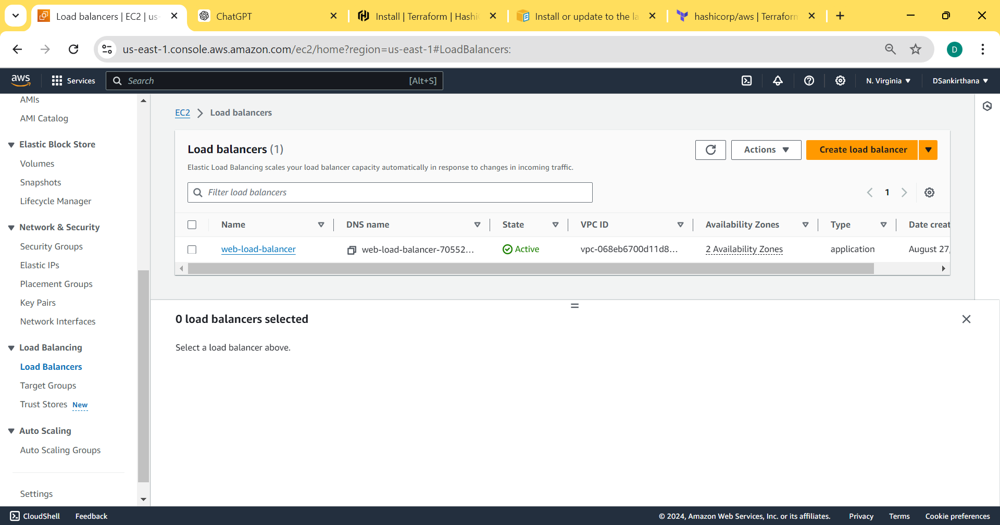 Load balancers | EC2 | us-
ChatGPT
Install | Terraform | Hashi
Install or update to the la
hashicorp/aws | Terraform
us-east-1.console.aws.amazon.com/ec2/home?region=us-east-1#LoadBalancers:
D
aws
Services
Search
[Alt+S]
N. Virginia
DSankirthana
AMIs
AMI Catalog
Elastic Block Store
Volumes
Snapshots
Lifecycle Manager
Network & Security
Security Groups
Elastic IPs
Placement Groups
Key Pairs
Network Interfaces
Load Balancing
Load Balancers
Target Groups
Trust Stores New
Auto Scaling
Auto Scaling Groups
Settings
EC2 Load balancers
Load balancers (1)
Actions
Create load balancer
Elastic Load Balancing scales your load balancer capacity automatically in response to changes in incoming traffic.
Filter load balancers
1
Name DNS name State VPC ID Availability Zones Type Date creat
web-load-balancer web-load-balancer-70552... Active vpc-068eb6700d11d8... 2 Availability Zones application August 27,
0 load balancers selected
Select a load balancer above.
CloudShell Feedback © 2024, Amazon Web Services, Inc. or its affiliates. Privacy Terms Cookie preferences